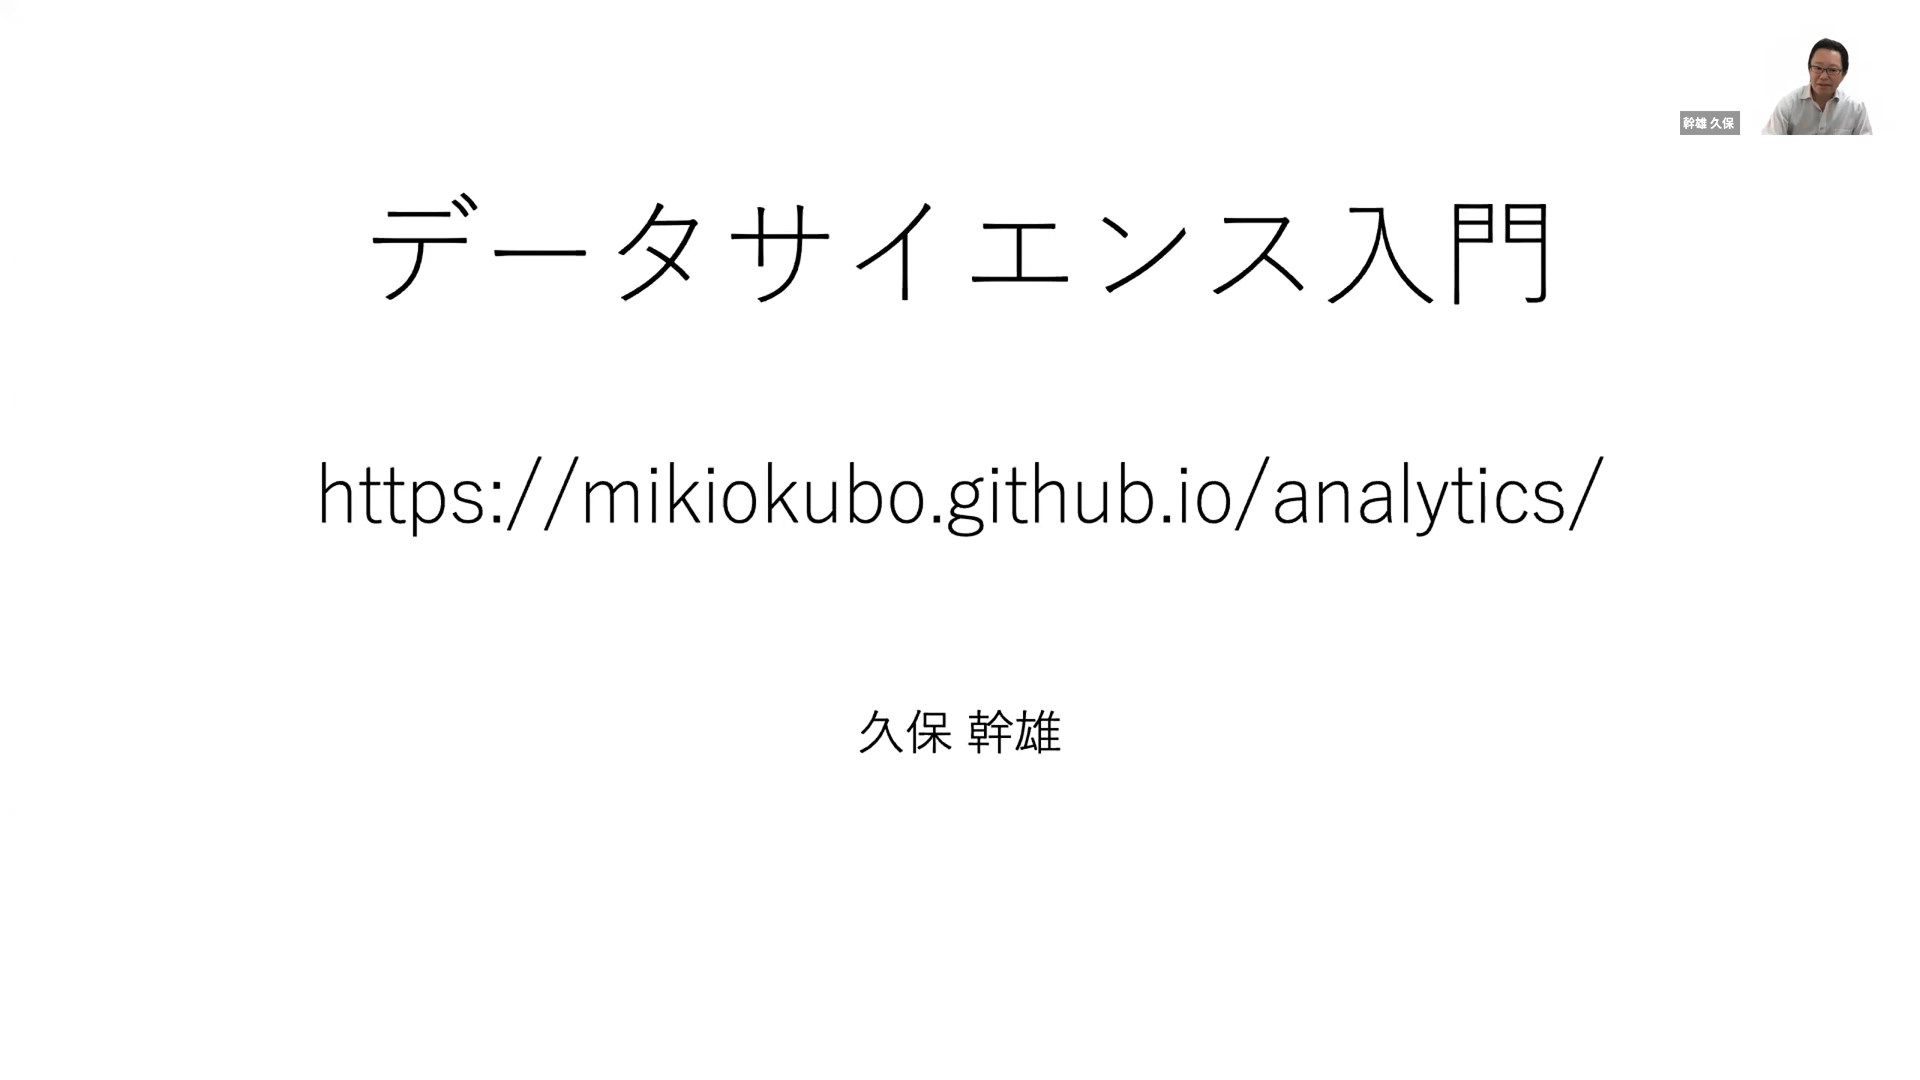 幹雄 久保
データサイエンス入門
https://mikiokubo.github.io/analytics/
久保 幹雄